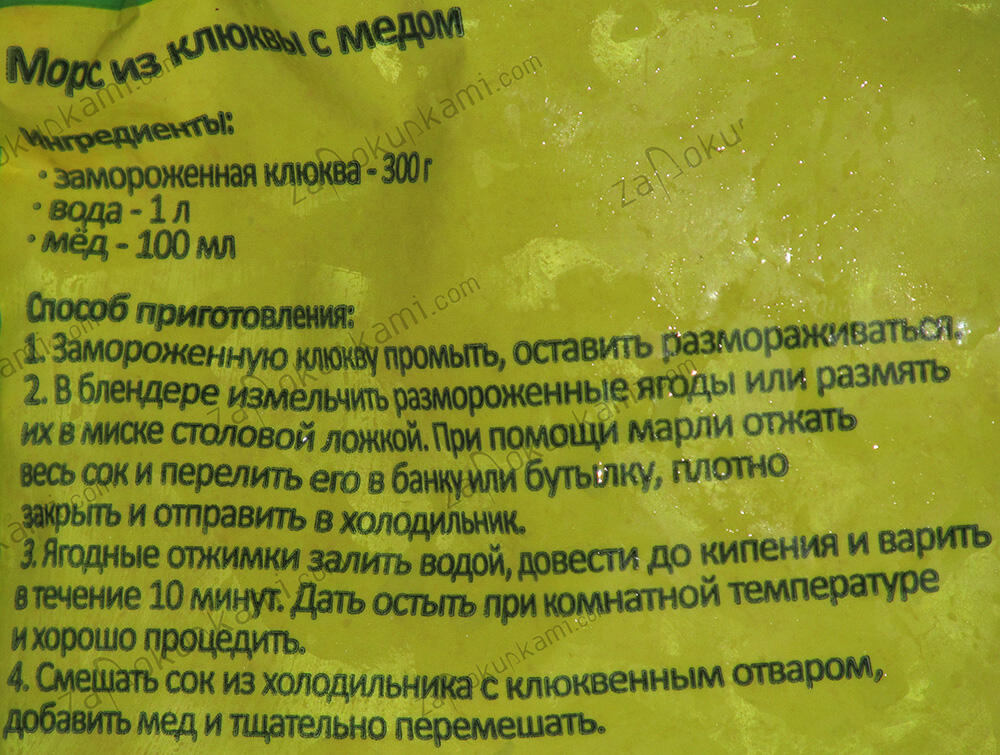 Морс из клюквы с медом
Ингредиенты:
· замороженная клюква - 300 г
· вода - 1 л
· мёд - 100 мл
Способ приготовления:
1. Замороженную клюкву промыть, оставить размораживаться.
2. В блендере измельчить размороженные ягоды или размять
их в миске столовой ложкой. При помощи марли отжать
весь сок и перелить его в банку или бутылку, плотно
закрыть и отправить в холодильник.
3. Ягодные отжимки залить водой, довести до кипения и варить
в течение 10 минут. Дать остыть при комнатной температуре
и хорошо процедить.
4. Смешать сок из холодильника с клюквенным отваром,
добавить мед и тщательно перемешать.
zapokupkami.com